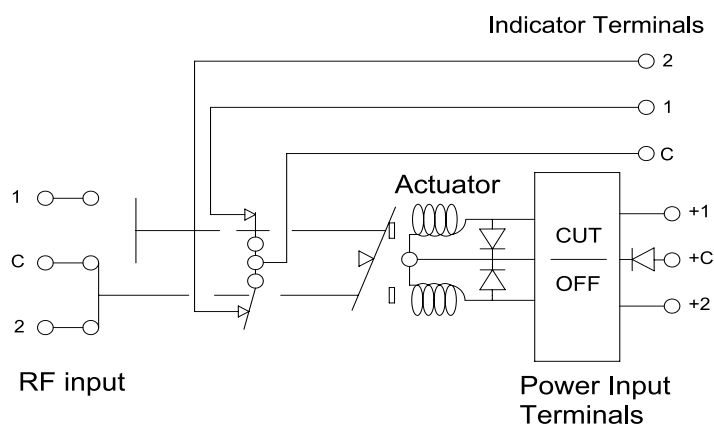 Indicator Terminals
2
1
C
Actuator
1
C
2
RF input
CUT
OFF
+1
+C
+2
Power Input
Terminals